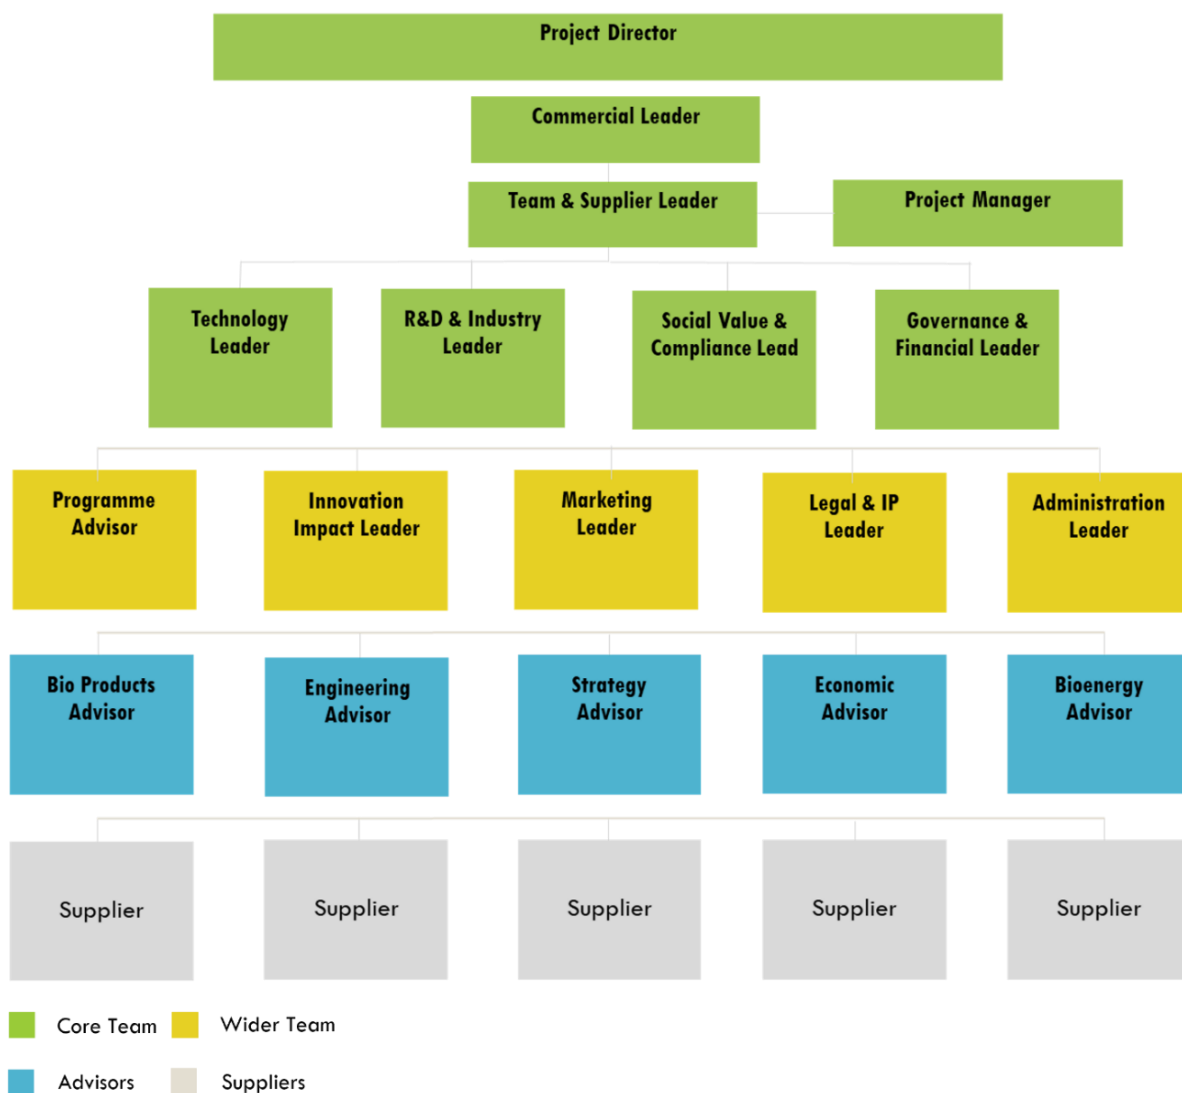 Project Director
Commercial Leader
Team & Supplier Leader
Project Manager
Technology
Leader
R&D & Industry
Leader
Social Value &
Compliance Lead
Governance &
Financial Leader
Programme
Advisor
Innovation
Impact Leader
Marketing
Leader
Legal & IP
Leader
Administration
Leader
Bio Products
Advisor
Engineering
Advisor
Strategy
Advisor
Economic
Advisor
Bioenergy
Advisor
Supplier
Supplier
Supplier
Supplier
Supplier
Core Team
Wider Team
Advisors
Suppliers